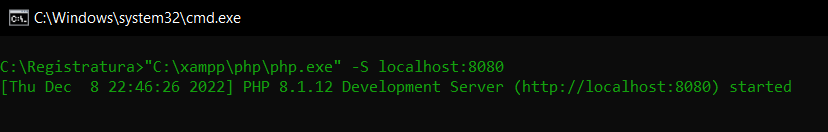 C:\Windows\system32\cmd.exe
C:\Registratura>"C:\xampp\php\php.exe" -S localhost:8080
[Thu Dec  8 22:46:26 2022] PHP 8.1.12 Development Server (http://localhost:8080) started